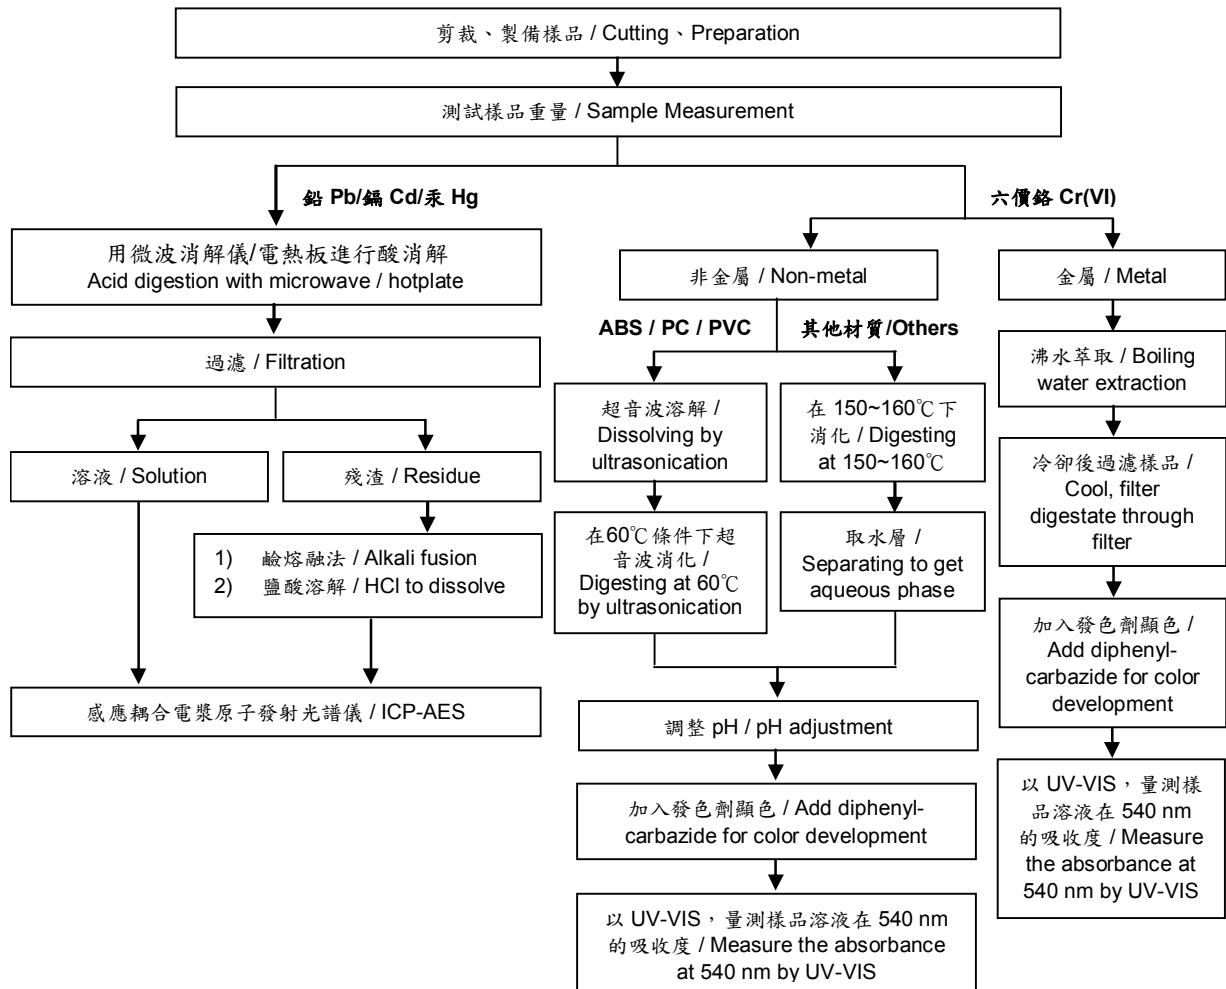 剪裁、製備樣品 / Cutting、Preparation
測試樣品重量 / Sample Measurement
鉛 Pb/鎘 Cd/汞 Hg
六價鉻 Cr(VI)
用微波消解儀/電熱板進行酸消解
Acid digestion with microwave / hotplate
過濾 / Filtration
溶液 / Solution
殘渣 / Residue
1) 鹼熔融法 / Alkali fusion
2) 鹽酸溶解 / HCl to dissolve
感應耦合電漿原子發射光譜儀 / ICP-AES
非金屬 / Non-metal
ABS / PC / PVC
其他材質/Others
超音波溶解 /
Dissolving by
ultrasonication
在60℃條件下超
音波消化 /
Digesting at 60℃
by ultrasonication
在 150~160℃下
消化 / Digesting
at 150~160℃
取水層 /
Separating to get
aqueous phase
調整 pH / pH adjustment
加入發色劑顯色 / Add diphenyl-
carbazide for color development
以 UV-VIS，量測樣品溶液在 540 nm
的吸收度 / Measure the absorbance
at 540 nm by UV-VIS
金屬 / Metal
沸水萃取 / Boiling
water extraction
冷卻後過濾樣品 /
Cool, filter
digestate through
filter
加入發色劑顯色 /
Add diphenyl-
carbazide for color
development
以 UV-VIS，量測樣
品溶液在 540 nm
的吸收度 / Measure
the absorbance at
540 nm by UV-VIS